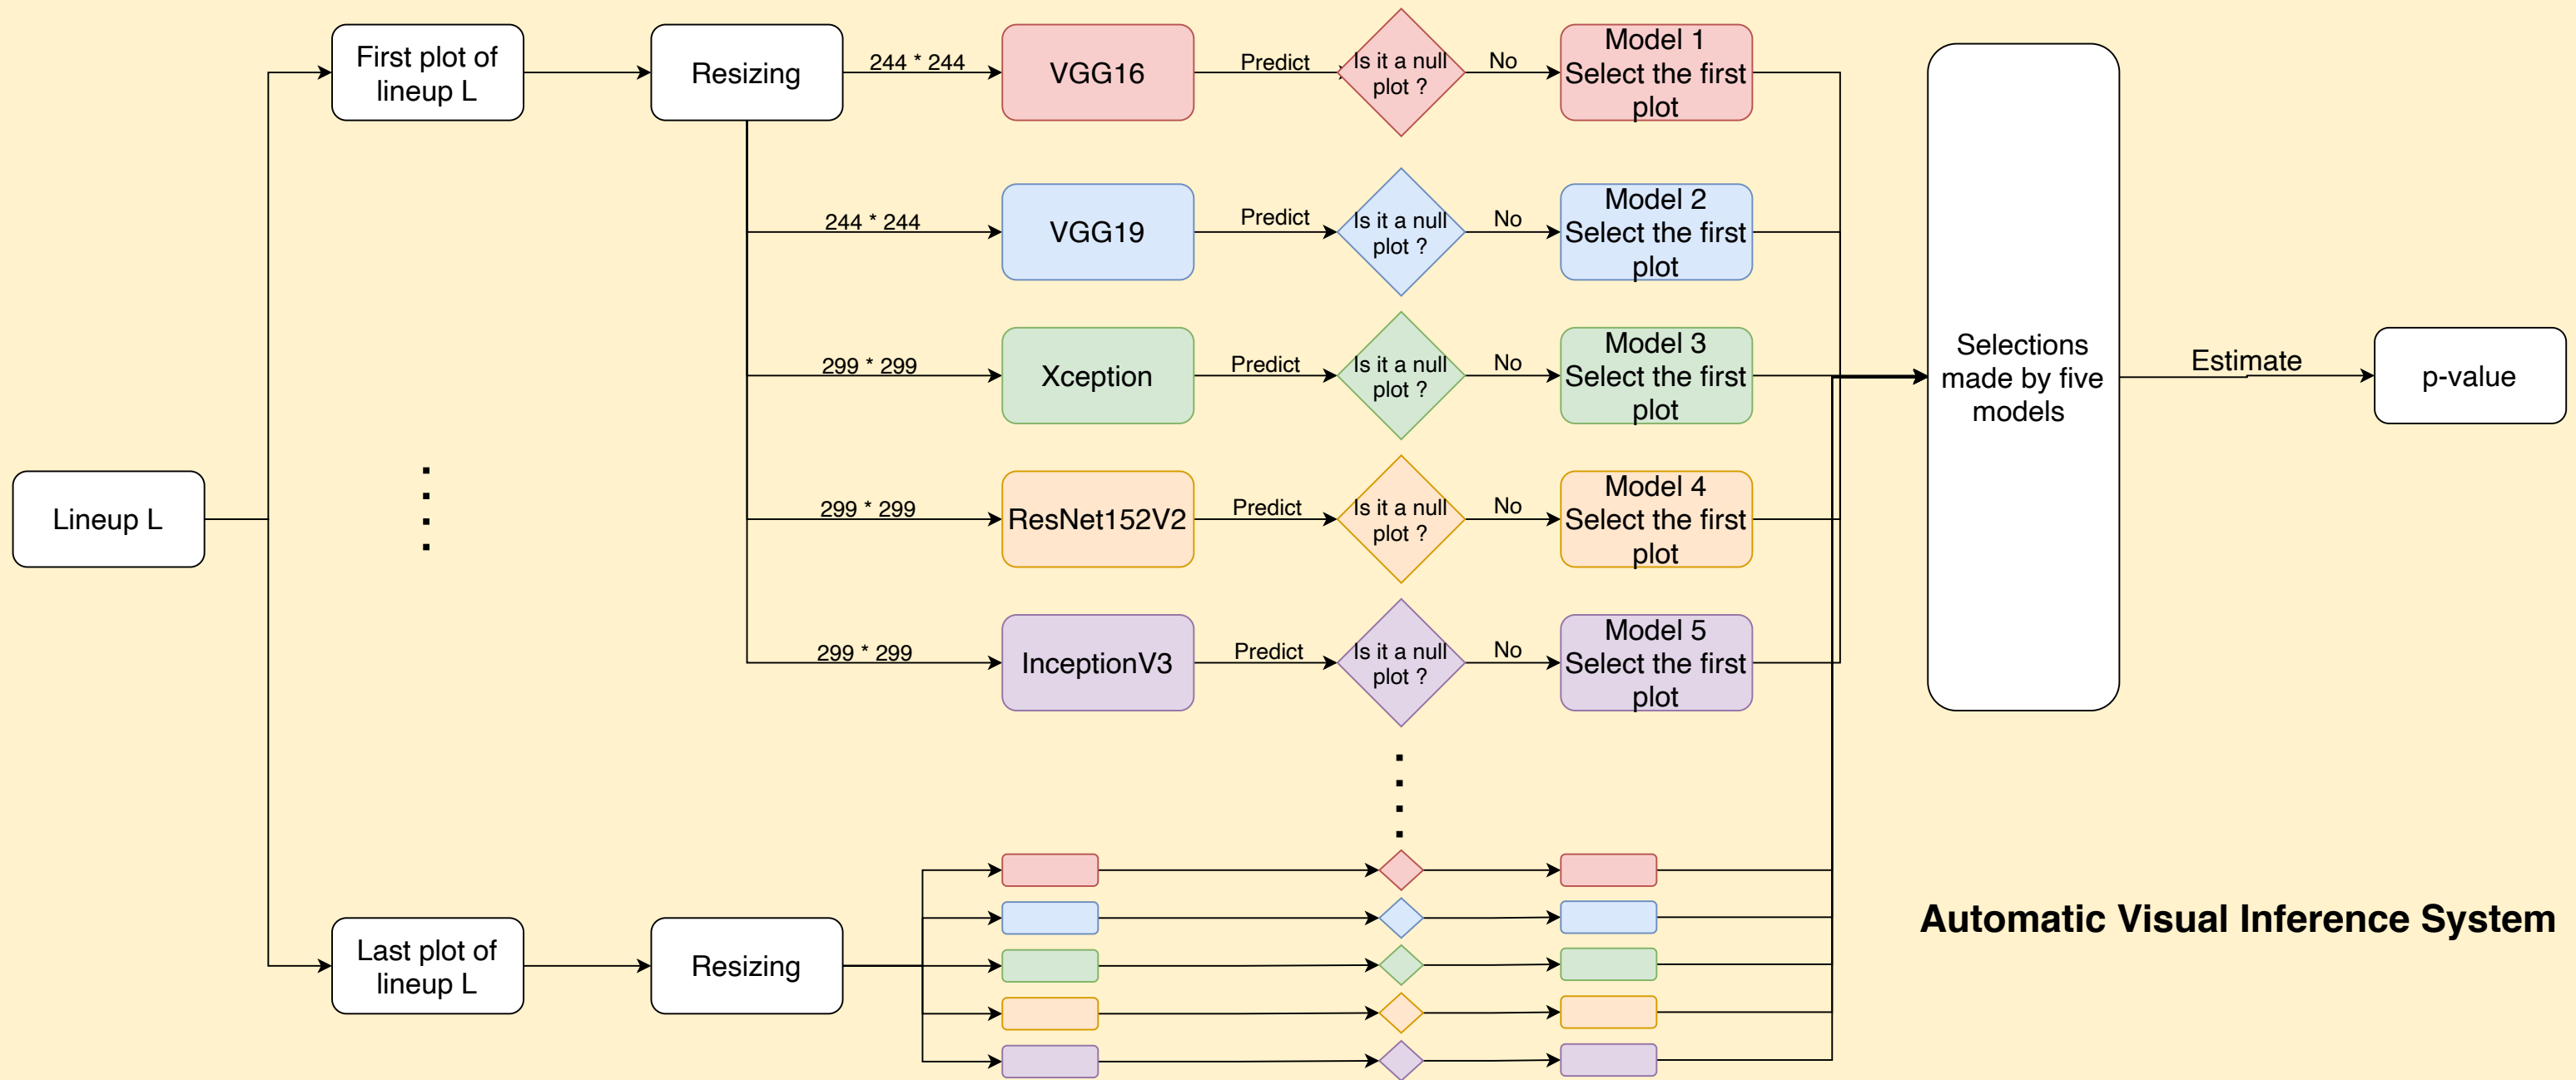 First plot of
lineup L
Resizing
244 * 244
VGG16
Predict
Is it a null
plot ?
No
Model 1
Select the first
plot
244 * 244
VGG19
Predict
Is it a null
plot ?
No
Model 2
Select the first
plot
299 * 299
Xception
Predict
Is it a null
plot ?
No
Model 3
Select the first
plot
Selections
made by five
models
Estimate
p-value
Lineup L
299 * 299
ResNet152V2
Predict
Is it a null
plot ?
No
Model 4
Select the first
plot
299 * 299
InceptionV3
Predict
Is it a null
plot ?
No
Model 5
Select the first
plot
Last plot of
lineup L
Resizing
Automatic Visual Inference System